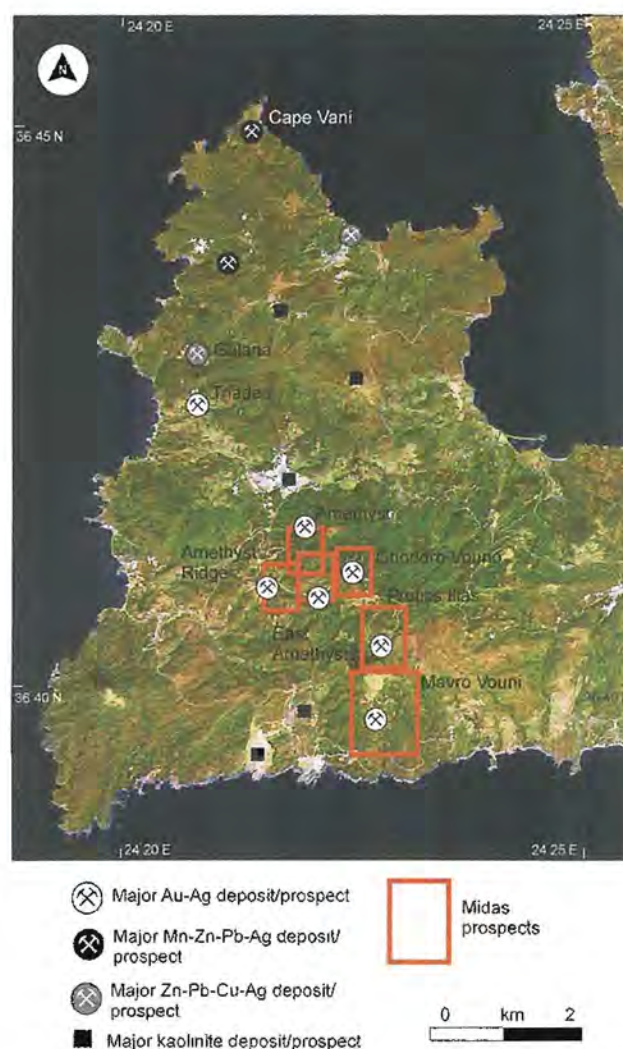 24 20 E
24 25 E
N
Cape Vani
36 45 N
Galana
Triades
Amethyst
Amethyst
Ridge
Chondro Vouno
Profitis Ilias
East
Amethyst
Mavro Vouni
36 40 N
24 20 E
24 25 E
Major Au-Ag deposit/prospect
Major Mn-Zn-Pb-Ag deposit/
prospect
Major Zn-Pb-Cu-Ag deposit/
prospect
Major kaolinite deposit/prospect
Midas
prospects
0 km 2